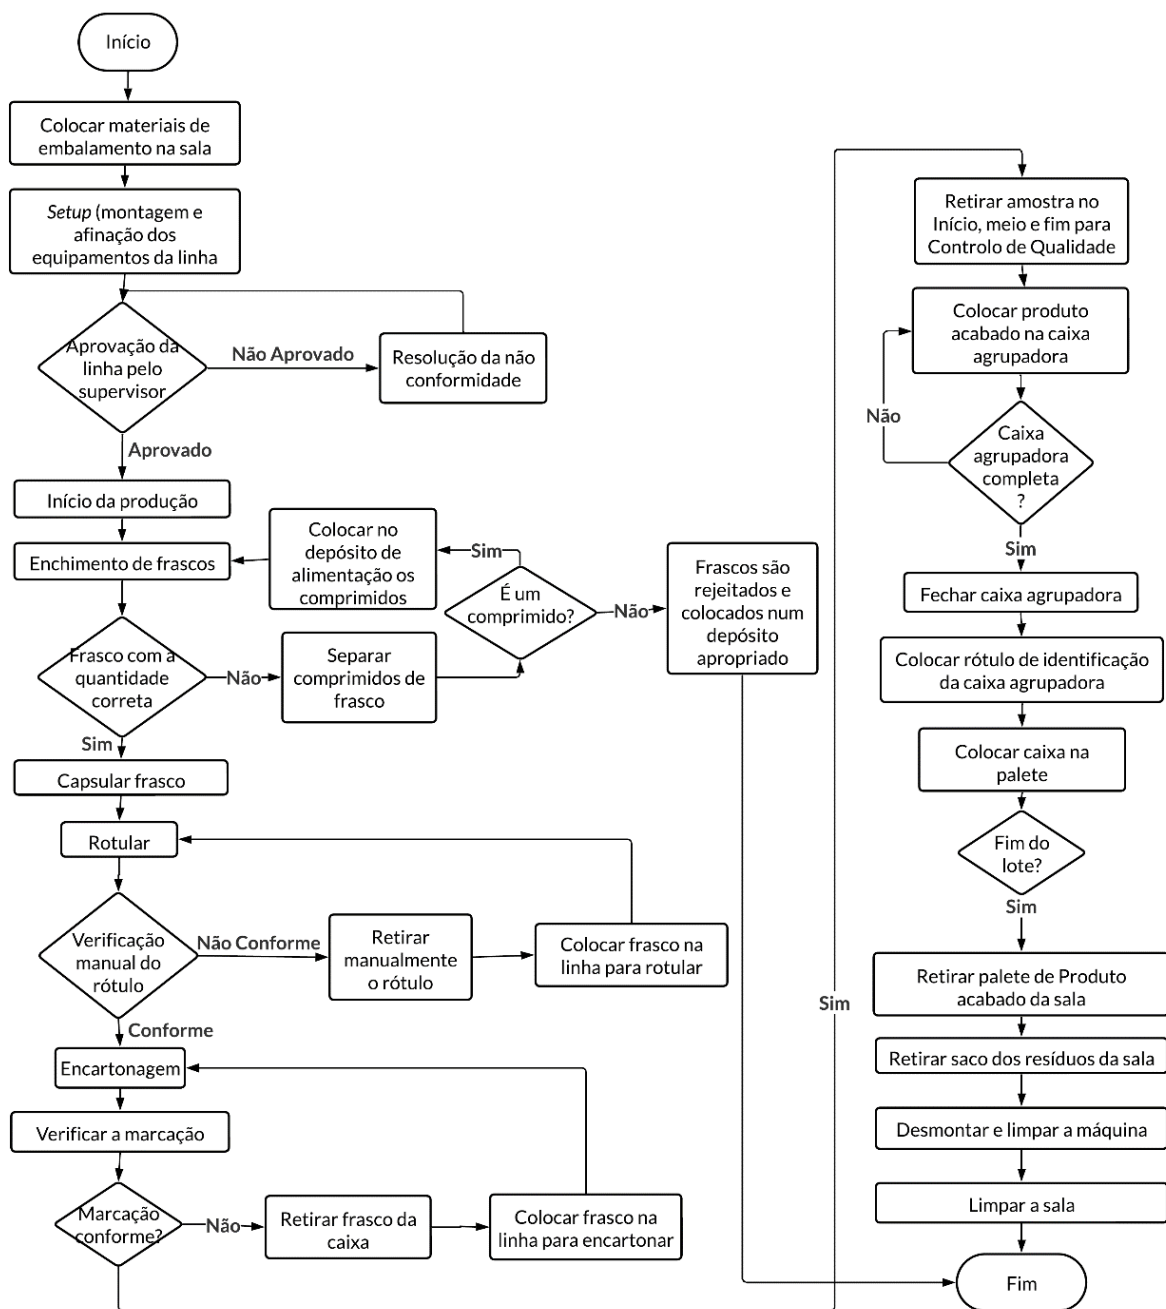 Início
Colocar materiais de
embalamento na sala
Setup (montagem e
afinação dos
equipamentos da linha
Aprovação da
linha pelo
supervisor
Não Aprovado
Resolução da não
conformidade
Aprovado
Início da produção
Enchimento de frascos
Colocar no
depósito de
alimentação os
comprimidos
Sim
É um
comprimido?
Não
Frascos são
rejeitados e
colocados num
depósito
apropriado
Frasco com a
quantidade
correta
Não
Separar
comprimidos de
frasco
Sim
Capsular frasco
Rotular
Verificação
manual do
rótulo
Não Conforme
Retirar
manualmente
o rótulo
Colocar frasco na
linha para rotular
Conforme
Encartonagem
Verificar a marcação
Marcação
conforme?
Não
Retirar frasco da
caixa
Colocar frasco na
linha para encartonar
Sim
Retirar amostra no
Início, meio e fim para
Controlo de Qualidade
Colocar produto
acabado na caixa
agrupadora
Não
Caixa
agrupadora
completa
?
Sim
Fechar caixa agrupadora
Colocar rótulo de identificação
da caixa agrupadora
Colocar caixa na
palete
Fim do
lote?
Sim
Retirar palete de Produto
acabado da sala
Retirar saco dos resíduos da sala
Desmontar e limpar a máquina
Limpar a sala
Fim